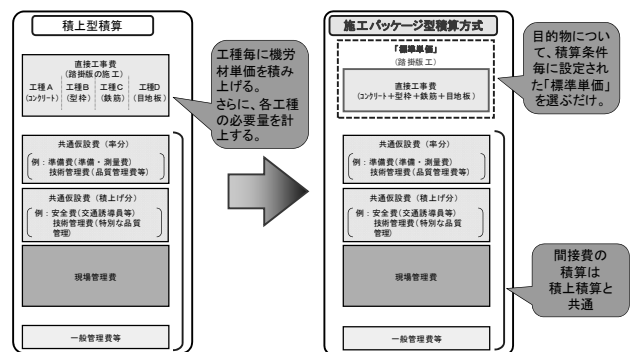 積上型積算
直接工事費
(踏掛版の施工)
工種A 工種B 工種C 工種D
(コンクリート) (型枠) (鉄筋) (目地板)
共通仮設費(率分)
例:準備費(準備・測量費)
技術管理費(品質管理費等)
共通仮設費(積上げ分)
例:安全費(交通誘導員等)
技術管理費(特別な品質
管理)
現場管理費
一般管理費等
工種毎に機労
材単価を積み
上げる。
さらに、各工種
の必要量を計
上する。
施工パッケージ型積算方式
「標準単価」
(踏掛版工)
直接工事費
(コンクリート+型枠+鉄筋+目地板)
共通仮設費(率分)
例:準備費(準備・測量費)
技術管理費(品質管理費等)
共通仮設費(積上げ分)
例:安全費(交通誘導員等)
技術管理費(特別な品質
管理)
現場管理費
一般管理費等
目的物につい
て、積算条件
毎に設定され
た「標準単価」
を選ぶだけ。
間接費の
積算は
積上積算と
共通